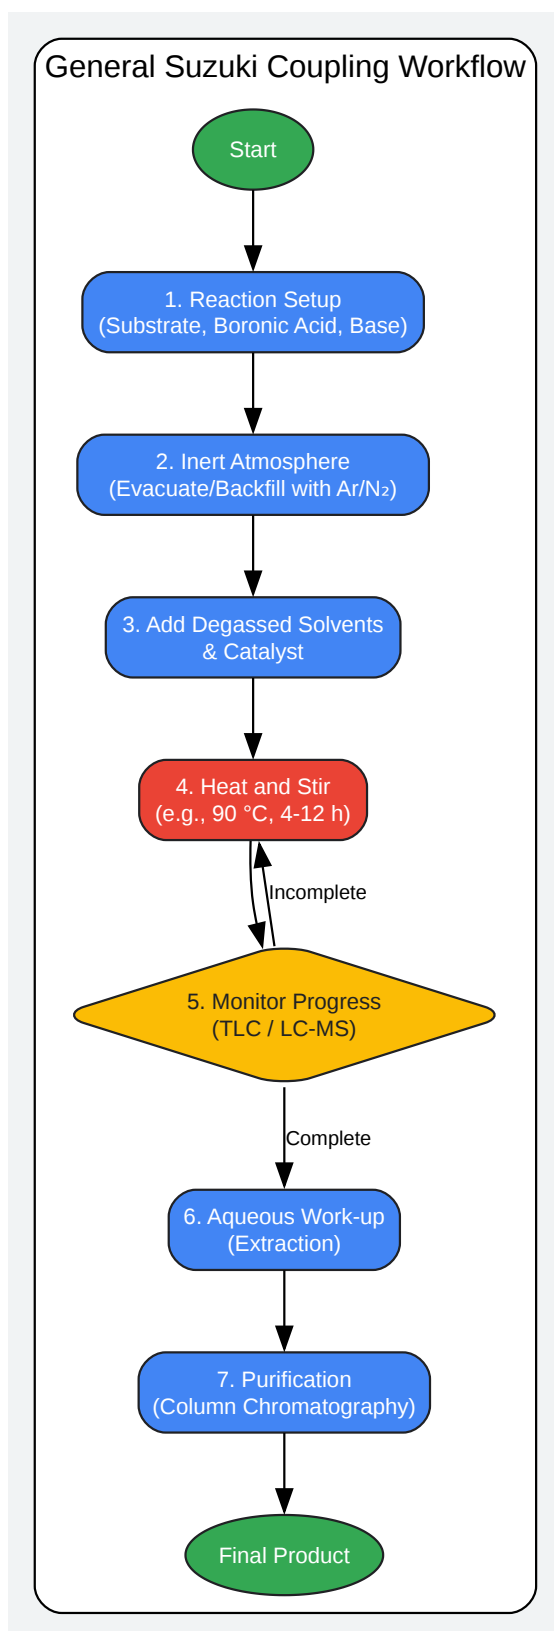 General Suzuki Coupling Workflow
Start
1. Reaction Setup
(Substrate, Boronic Acid, Base)
2. Inert Atmosphere
(Evacuate/Backfill with Ar/N₂)
3. Add Degassed Solvents
& Catalyst
4. Heat and Stir
(e.g., 90 °C, 4-12 h)
Incomplete
5. Monitor Progress
(TLC / LC-MS)
Complete
6. Aqueous Work-up
(Extraction)
7. Purification
(Column Chromatography)
Final Product